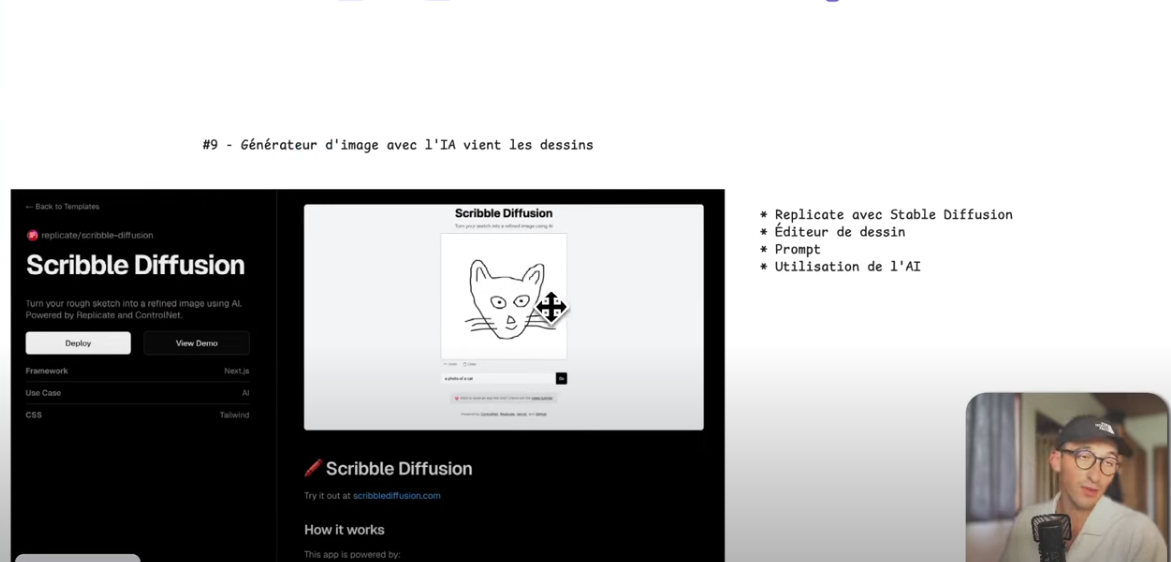 #9 - Générateur d'image avec l'IA vient les dessins
← Back to Templates
replicate/scribble-diffusion
Scribble Diffusion
Turn your rough sketch into a refined image using AI.
Powered by Replicate and ControlNet.
Deploy
View Demo
Framework Next.js
Use Case AI
CSS Tailwind
Scribble Diffusion
Turn your sketch into a refined image using AI
a photo of a cat
Go
Scribble Diffusion
Try it out at scribblediffusion.com
How it works
This app is powered by:
* Replicate avec Stable Diffusion
* Éditeur de dessin
* Prompt
* Utilisation de l'AI